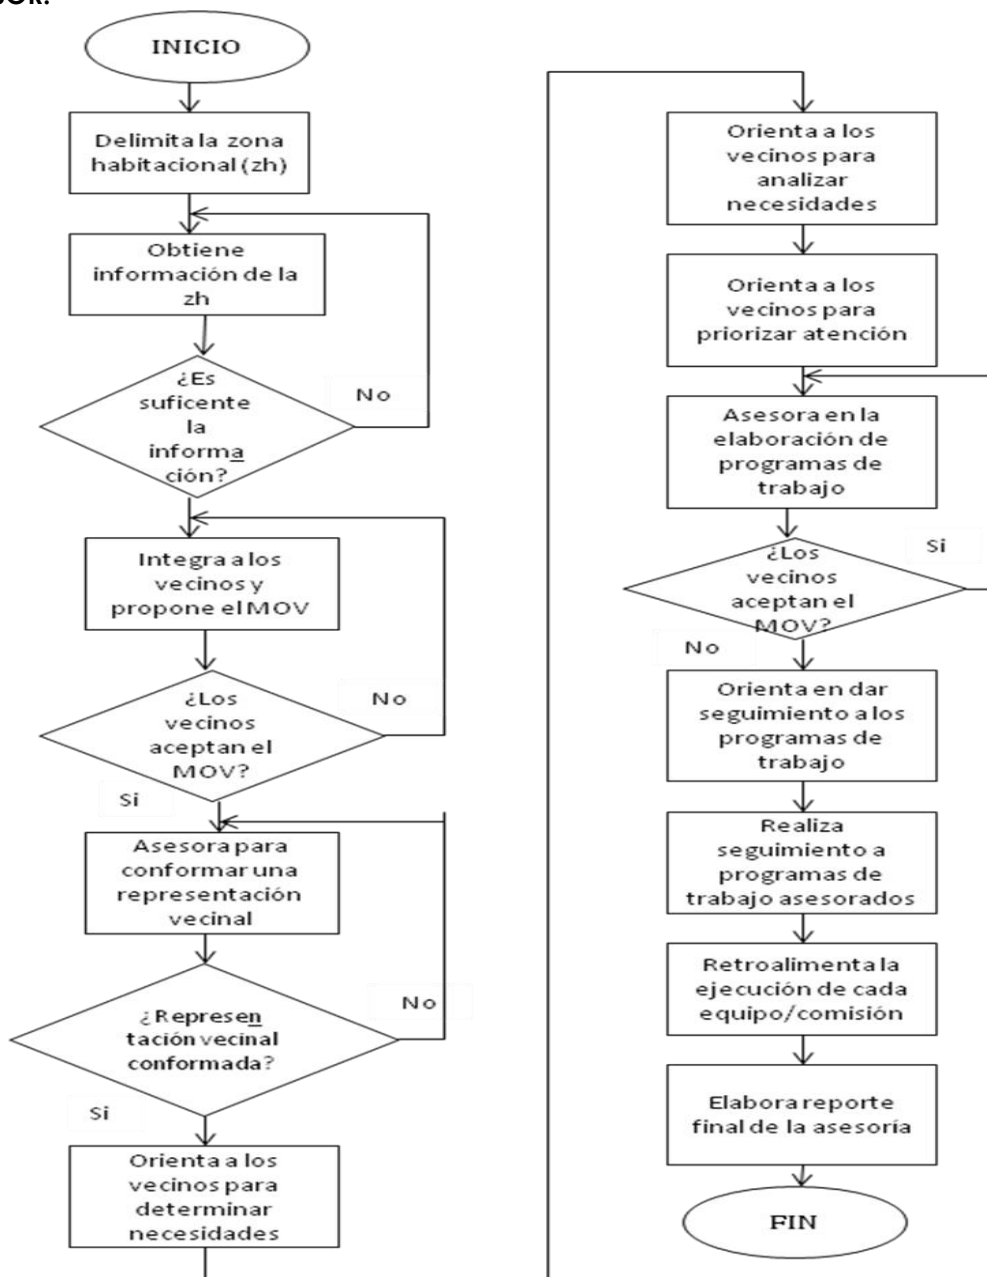 INICIO
Delimita la zona
habitacional (zh)
Obtiene
información de la
zh
¿Es
suficente
la
informa
ción?
No
Integra a los
vecinos y
propone el MOV
¿Los
vecinos
aceptan el
MOV?
No
Si
Asesora para
conformar una
representación
vecinal
¿Represen
tación vecinal
conformada?
No
Si
Orienta a los
vecinos para
determinar
necesidades
Orienta a los
vecinos para
analizar
necesidades
Orienta a los
vecinos para
priorizar atención
Asesora en la
elaboración de
programas de
trabajo
¿Los
vecinos
aceptan el
MOV?
Si
No
Orienta en dar
seguimiento a los
programas de
trabajo
Realiza
seguimiento a
programas de
trabajo asesorados
Retroalimenta la
ejecución de cada
equipo/comisión
Elabora reporte
final de la asesoría
FIN